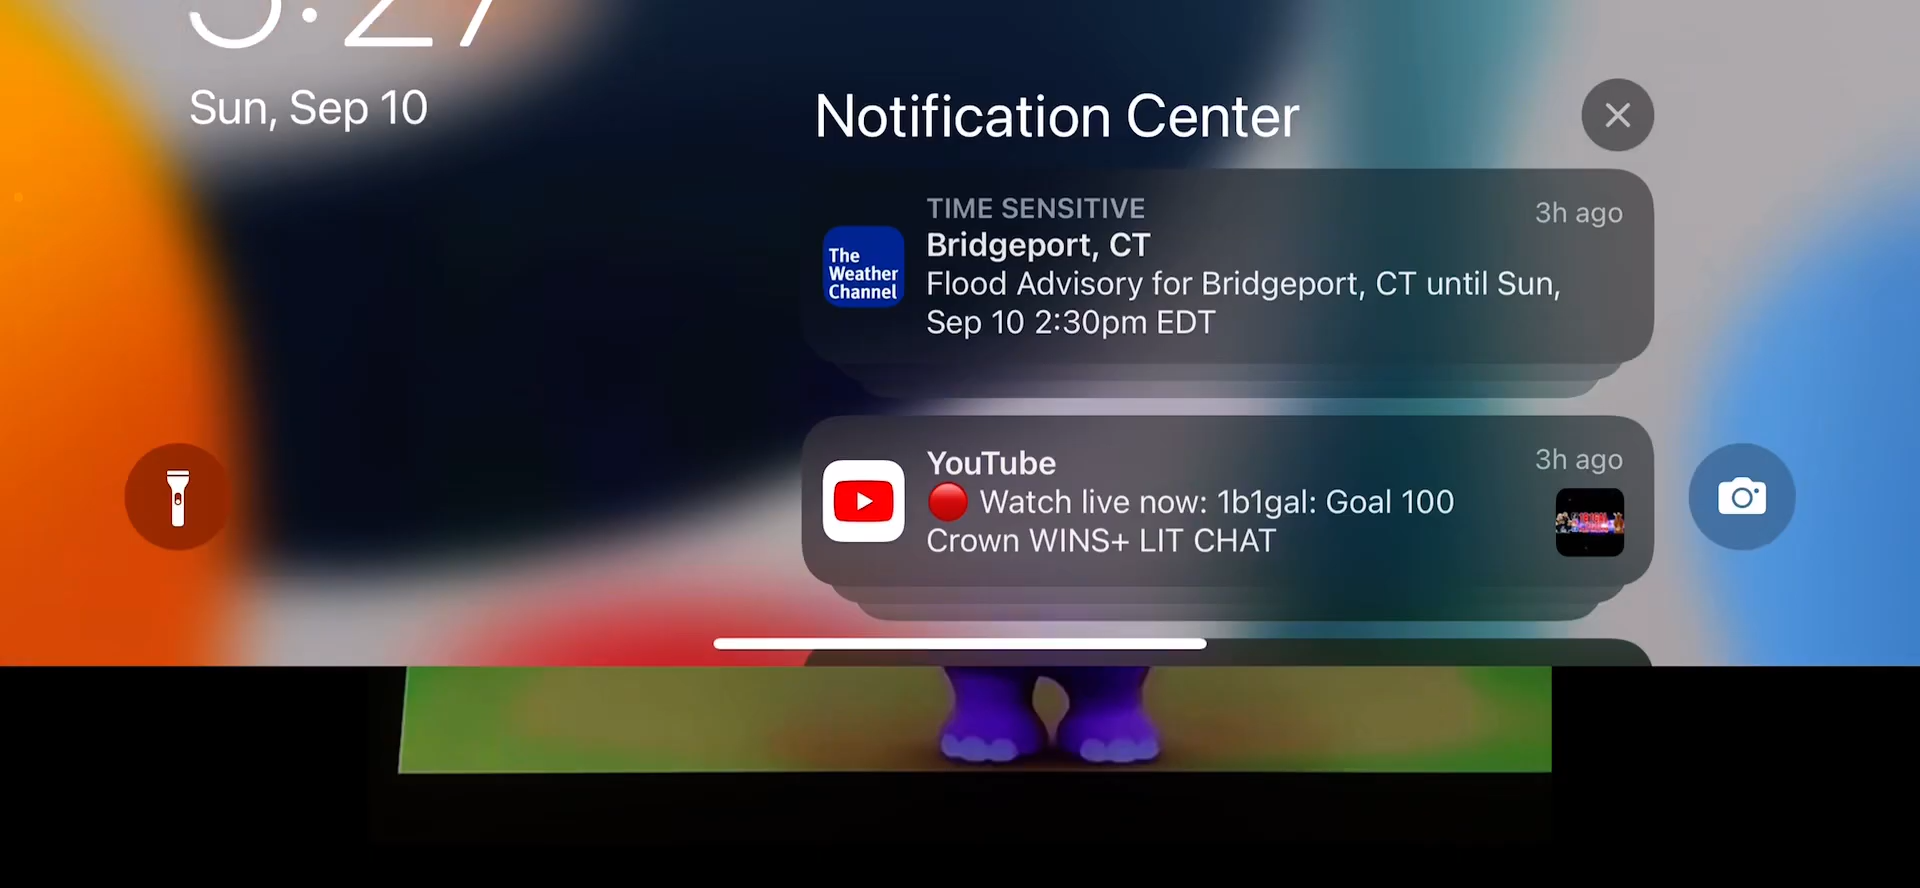 Sun, Sep 10
Notification Center
TIME SENSITIVE
3h ago
Bridgeport, CT
Flood Advisory for Bridgeport, CT until Sun,
Sep 10 2:30pm EDT
The
Weather
Channel
YouTube
3h ago
🔴 Watch live now: 1b1gal: Goal 100
Crown WINS+ LIT CHAT